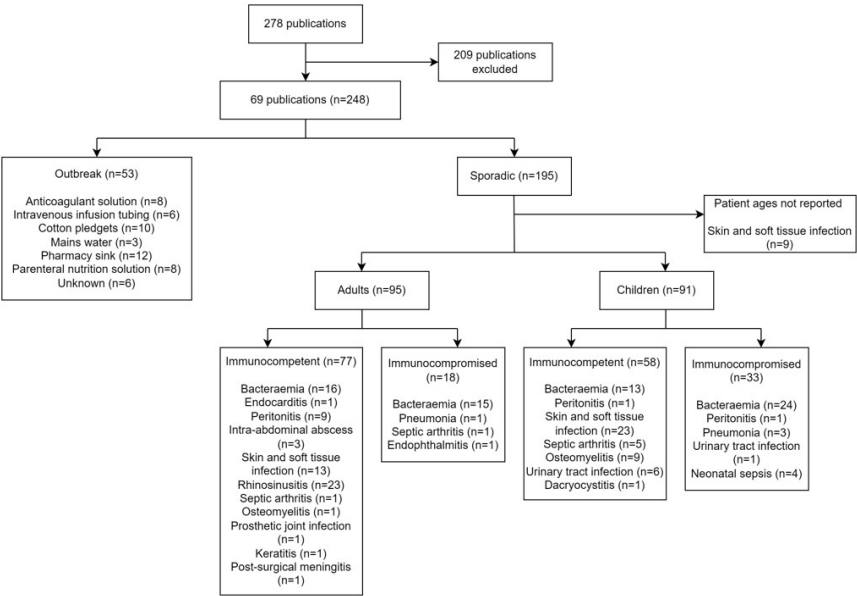 278 publications
209 publications
excluded
69 publications (n=248)
Outbreak (n=53)
Anticoagulant solution (n=8)
Intravenous infusion tubing (n=6)
Cotton pledgets (n=10)
Mains water (n=3)
Pharmacy sink (n=12)
Parenteral nutrition solution (n=8)
Unknown (n=6)
Sporadic (n=195)
Patient ages not reported
Skin and soft tissue infection
(n=9)
Adults (n=95)
Children (n=91)
Immunocompetent (n=77)
Bacteraemia (n=16)
Endocarditis (n=1)
Peritonitis (n=9)
Intra-abdominal abscess
(n=3)
Skin and soft tissue
infection (n=13)
Rhinosinusitis (n=23)
Septic arthritis (n=1)
Osteomyelitis (n=1)
Prosthetic joint infection
(n=1)
Keratitis (n=1)
Post-surgical meningitis
(n=1)
Immunocompromised
(n=18)
Bacteraemia (n=15)
Pneumonia (n=1)
Septic arthritis (n=1)
Endophthalmitis (n=1)
Immunocompetent (n=58)
Bacteraemia (n=13)
Peritonitis (n=1)
Skin and soft tissue
infection (n=23)
Septic arthritis (n=5)
Osteomyelitis (n=9)
Urinary tract infection (n=6)
Dacryocystitis (n=1)
Immunocompromised
(n=33)
Bacteraemia (n=24)
Peritonitis (n=1)
Pneumonia (n=3)
Urinary tract infection
(n=1)
Neonatal sepsis (n=4)